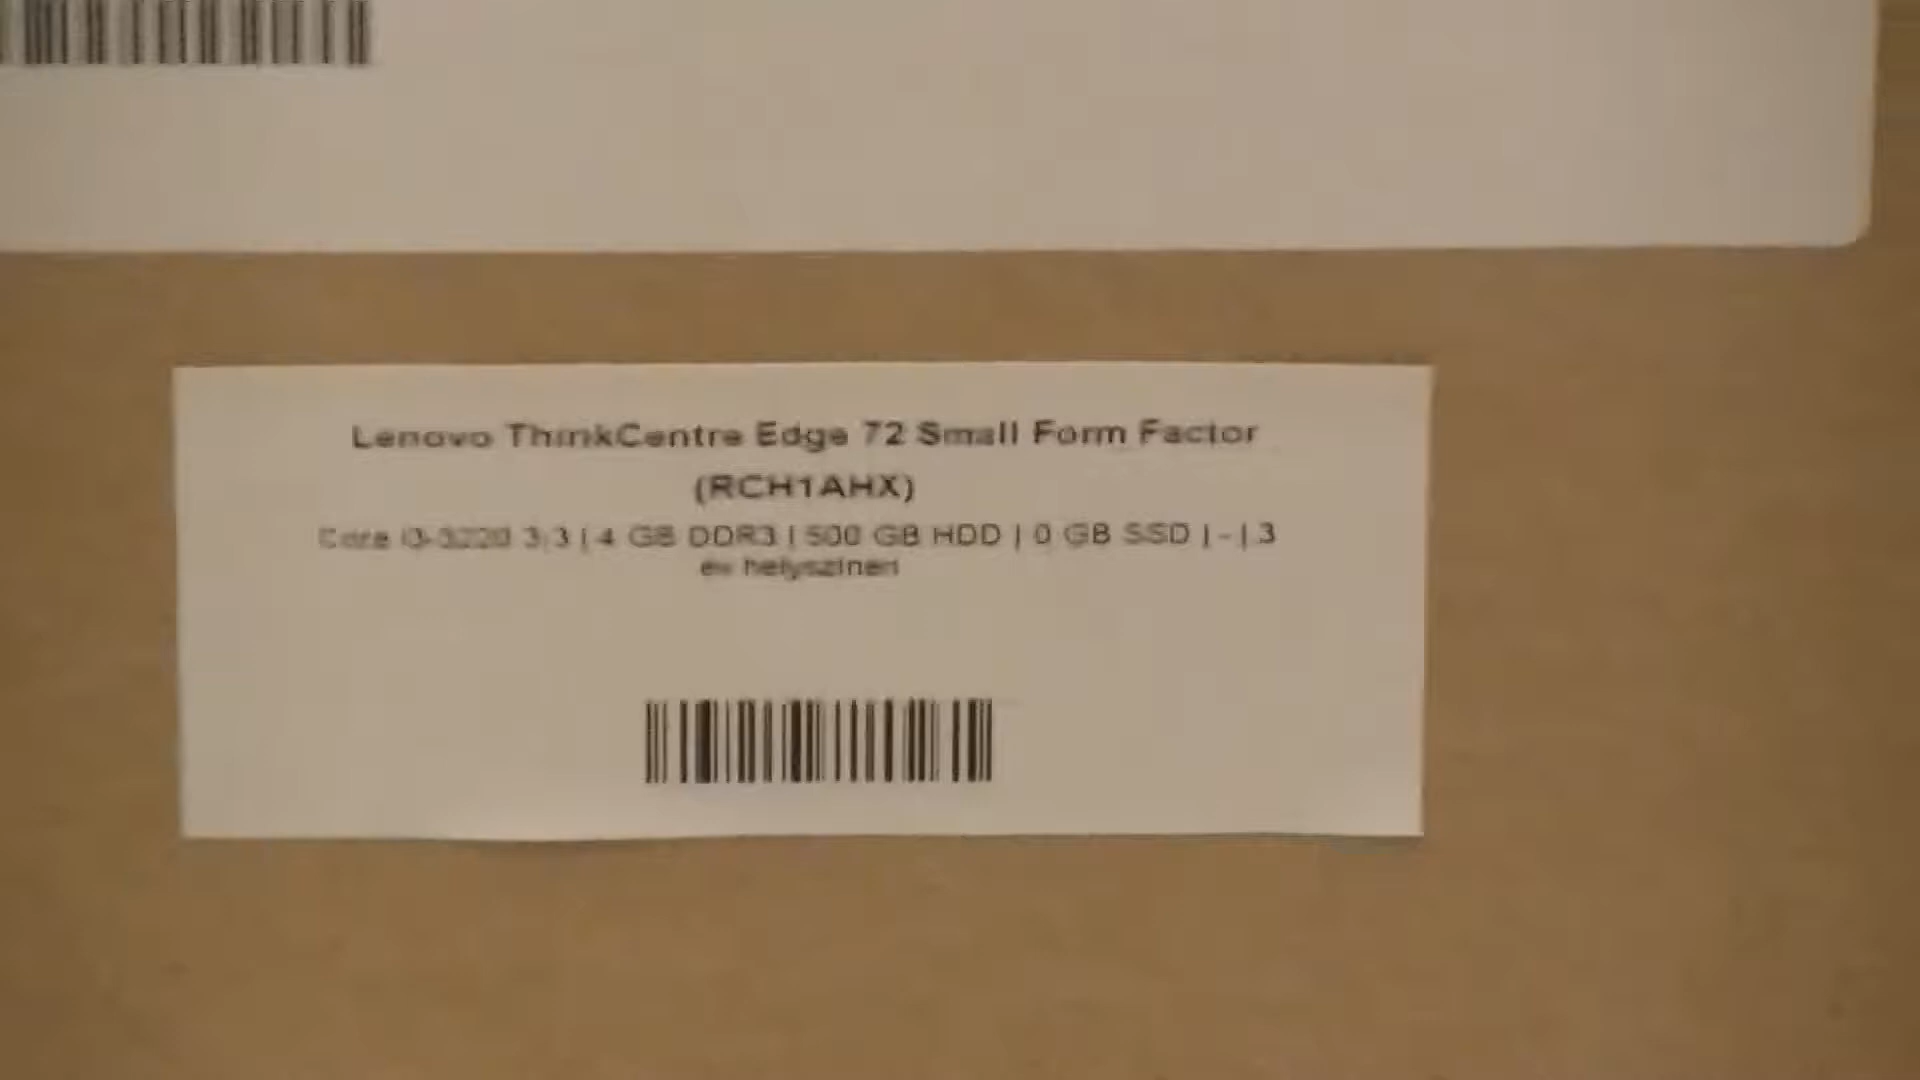 Lenovo ThinkCentre Edge 72 Small Form Factor
(RCH1AHX)
Core i3-3220 3,3 | 4 GB DDR3 | 500 GB HDD | 0 GB SSD | - | 3
év helyszínen